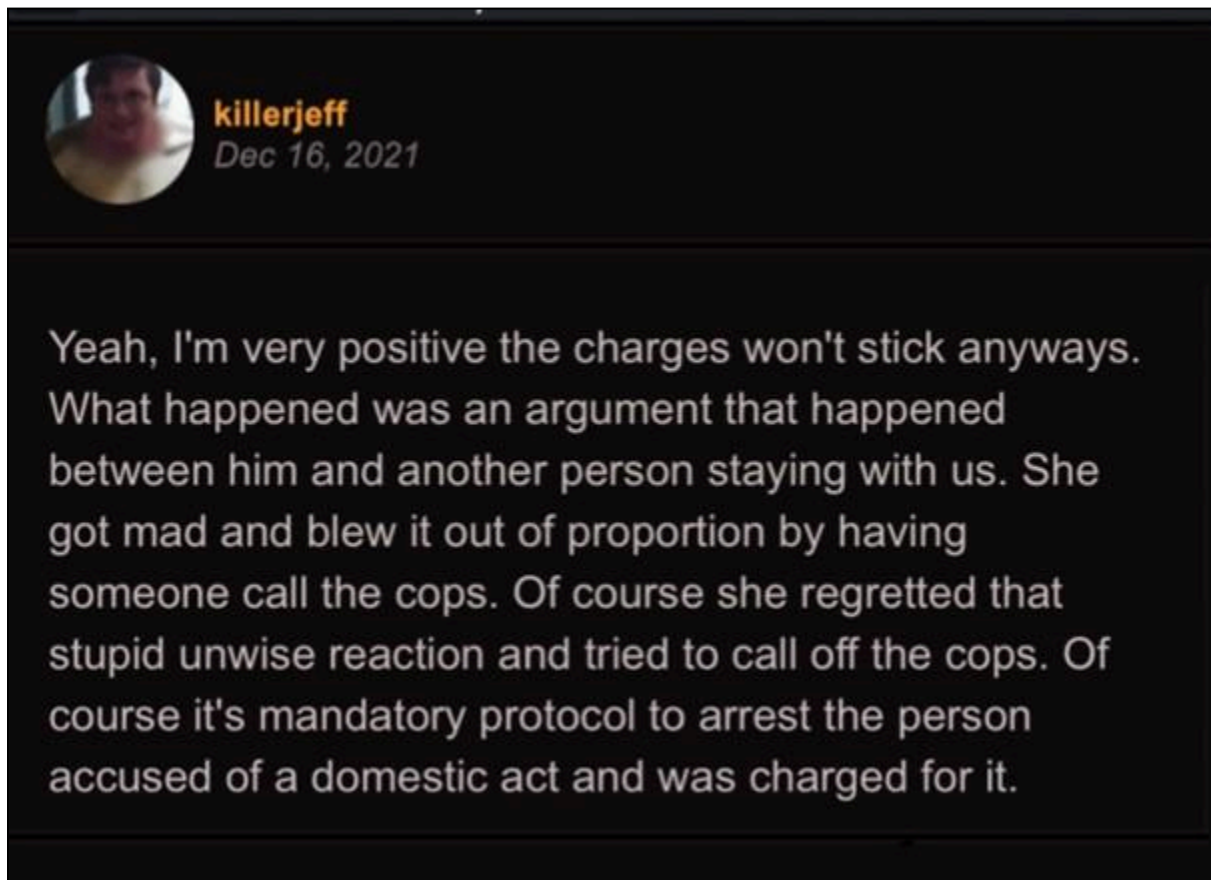 killerjeff
Dec 16, 2021
Yeah, I'm very positive the charges won't stick anyways.
What happened was an argument that happened
between him and another person staying with us. She
got mad and blew it out of proportion by having
someone call the cops. Of course she regretted that
stupid unwise reaction and tried to call off the cops. Of
course it's mandatory protocol to arrest the person
accused of a domestic act and was charged for it.